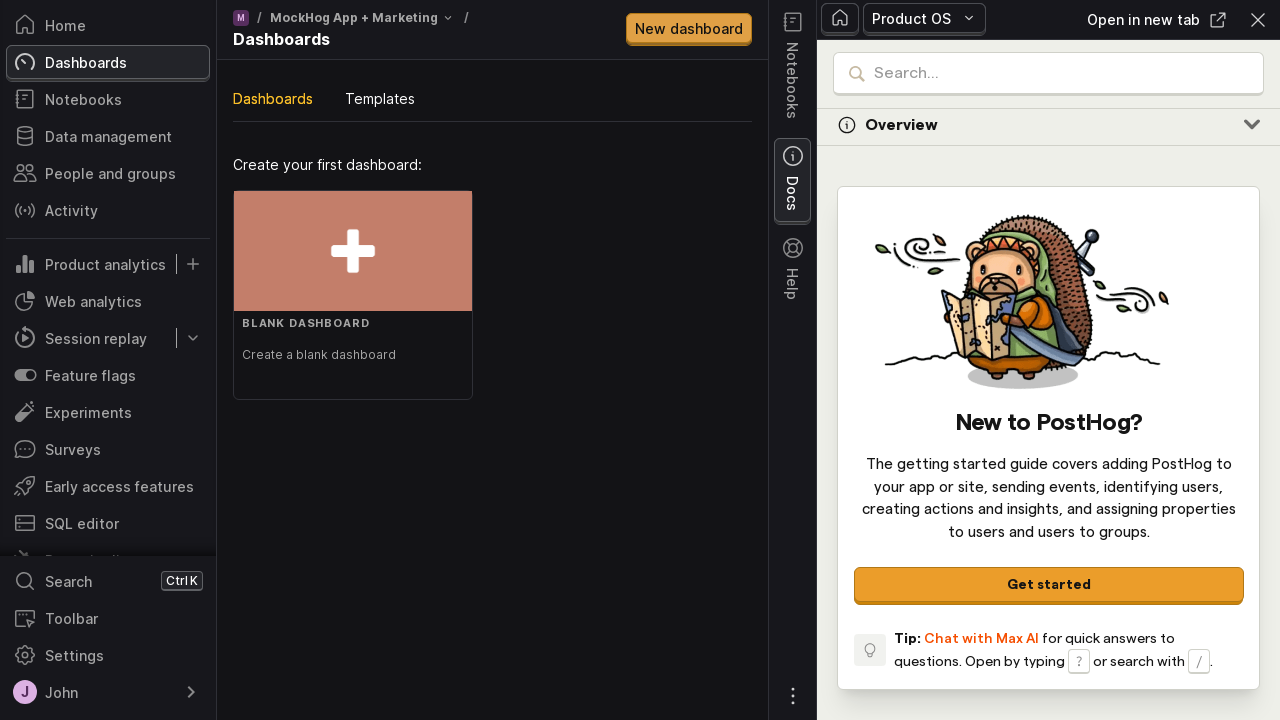 Home
Dashboards
Notebooks
Data management
People and groups
Activity
Product analytics
Web analytics
Session replay
Feature flags
Experiments
Surveys
Early access features
SQL editor
Search Ctrl K
Toolbar
Settings
J John
M / MockHog App + Marketing /
Dashboards
New dashboard
Dashboards Templates
Create your first dashboard:
BLANK DASHBOARD
Create a blank dashboard
Notebooks
Docs
Help
Product OS
Open in new tab
Search...
Overview
New to PostHog?
The getting started guide covers adding PostHog to
your app or site, sending events, identifying users,
creating actions and insights, and assigning properties
to users and users to groups.
Get started
Tip: Chat with Max AI for quick answers to
questions. Open by typing ? or search with / .